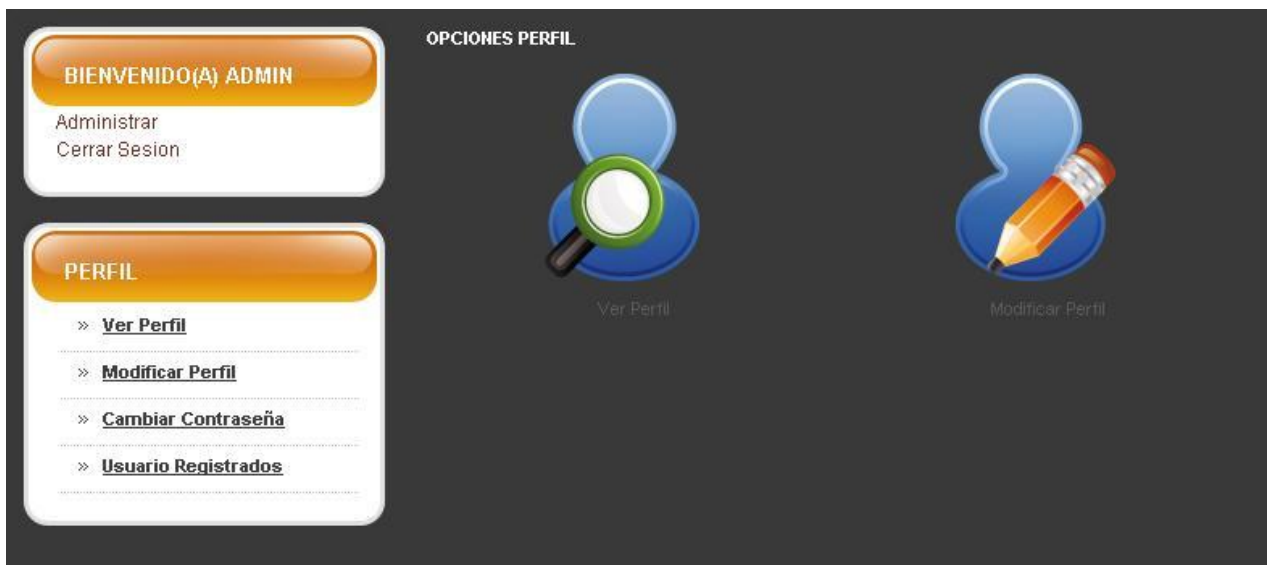 BIENVENIDO(A) ADMIN
Administrar
Cerrar Sesion
PERFIL
» Ver Perfil
» Modificar Perfil
» Cambiar Contraseña
» Usuario Registrados
OPCIONES PERFIL
Ver Perfil
Modificar Perfil